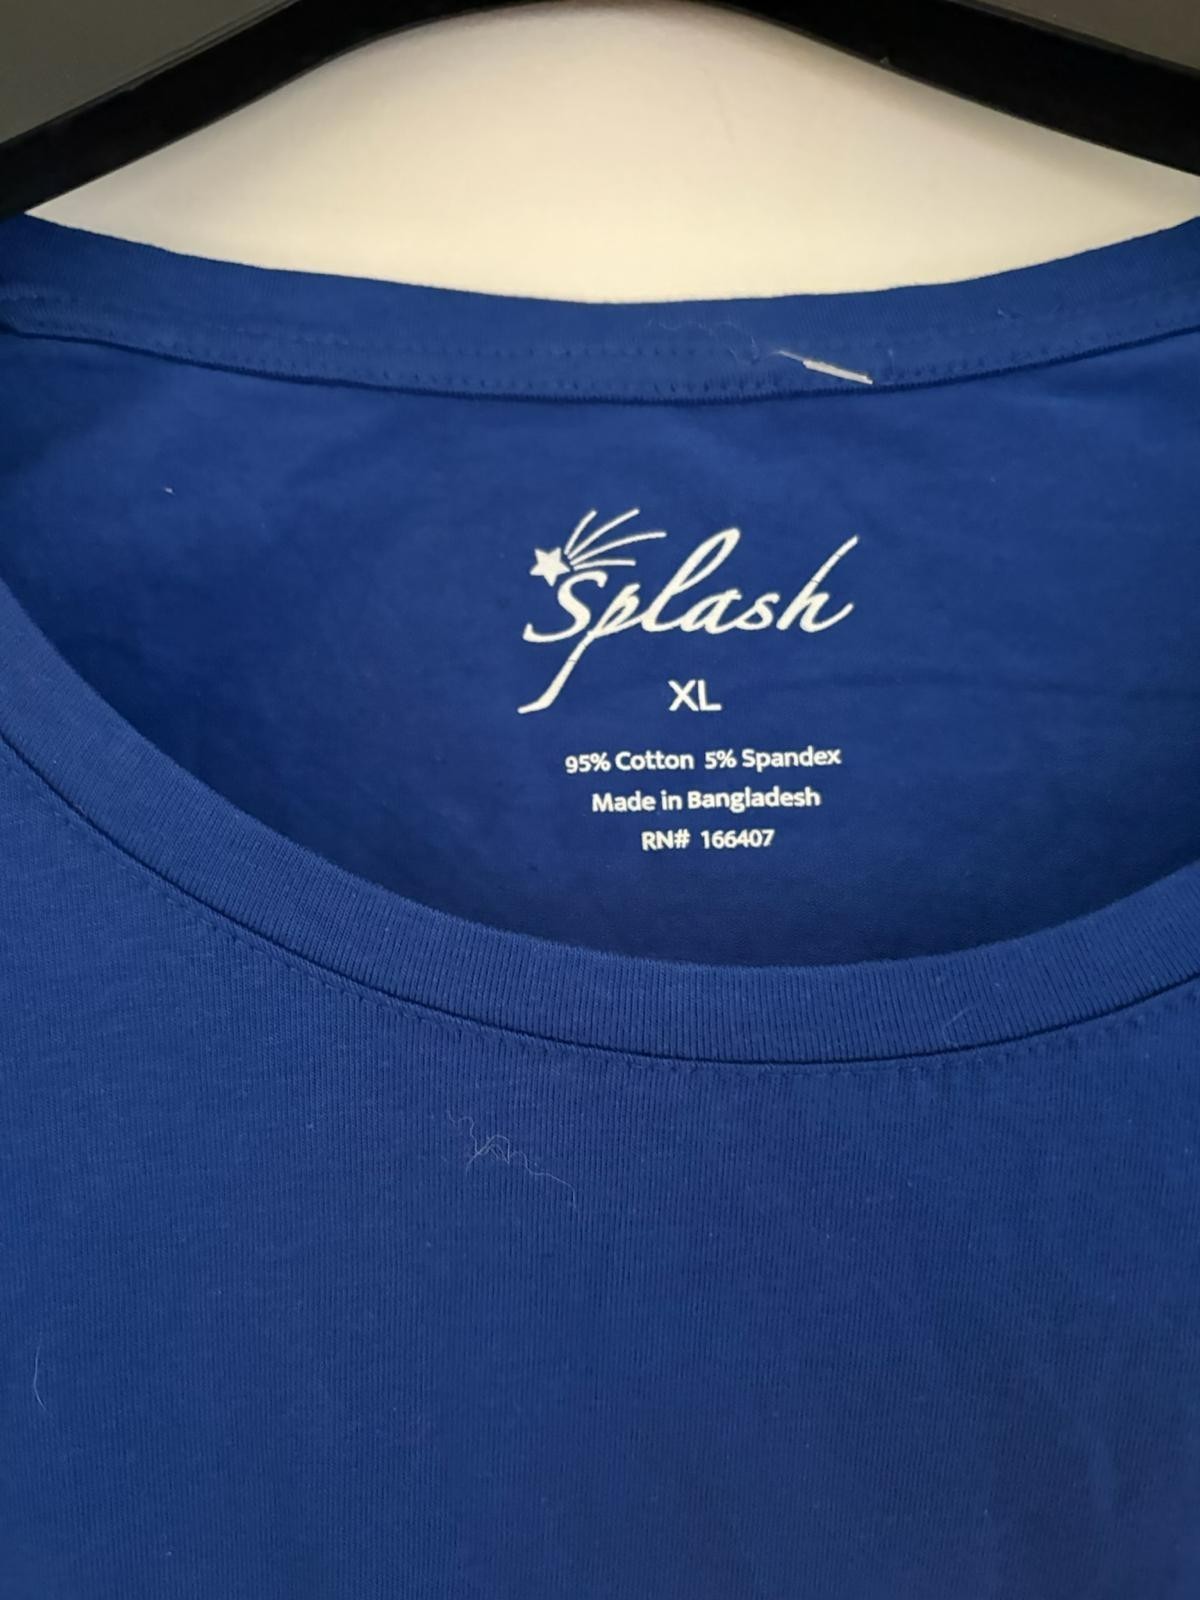 Splash
XL
95% Cotton 5% Spandex
Made in Bangladesh
RN# 166407